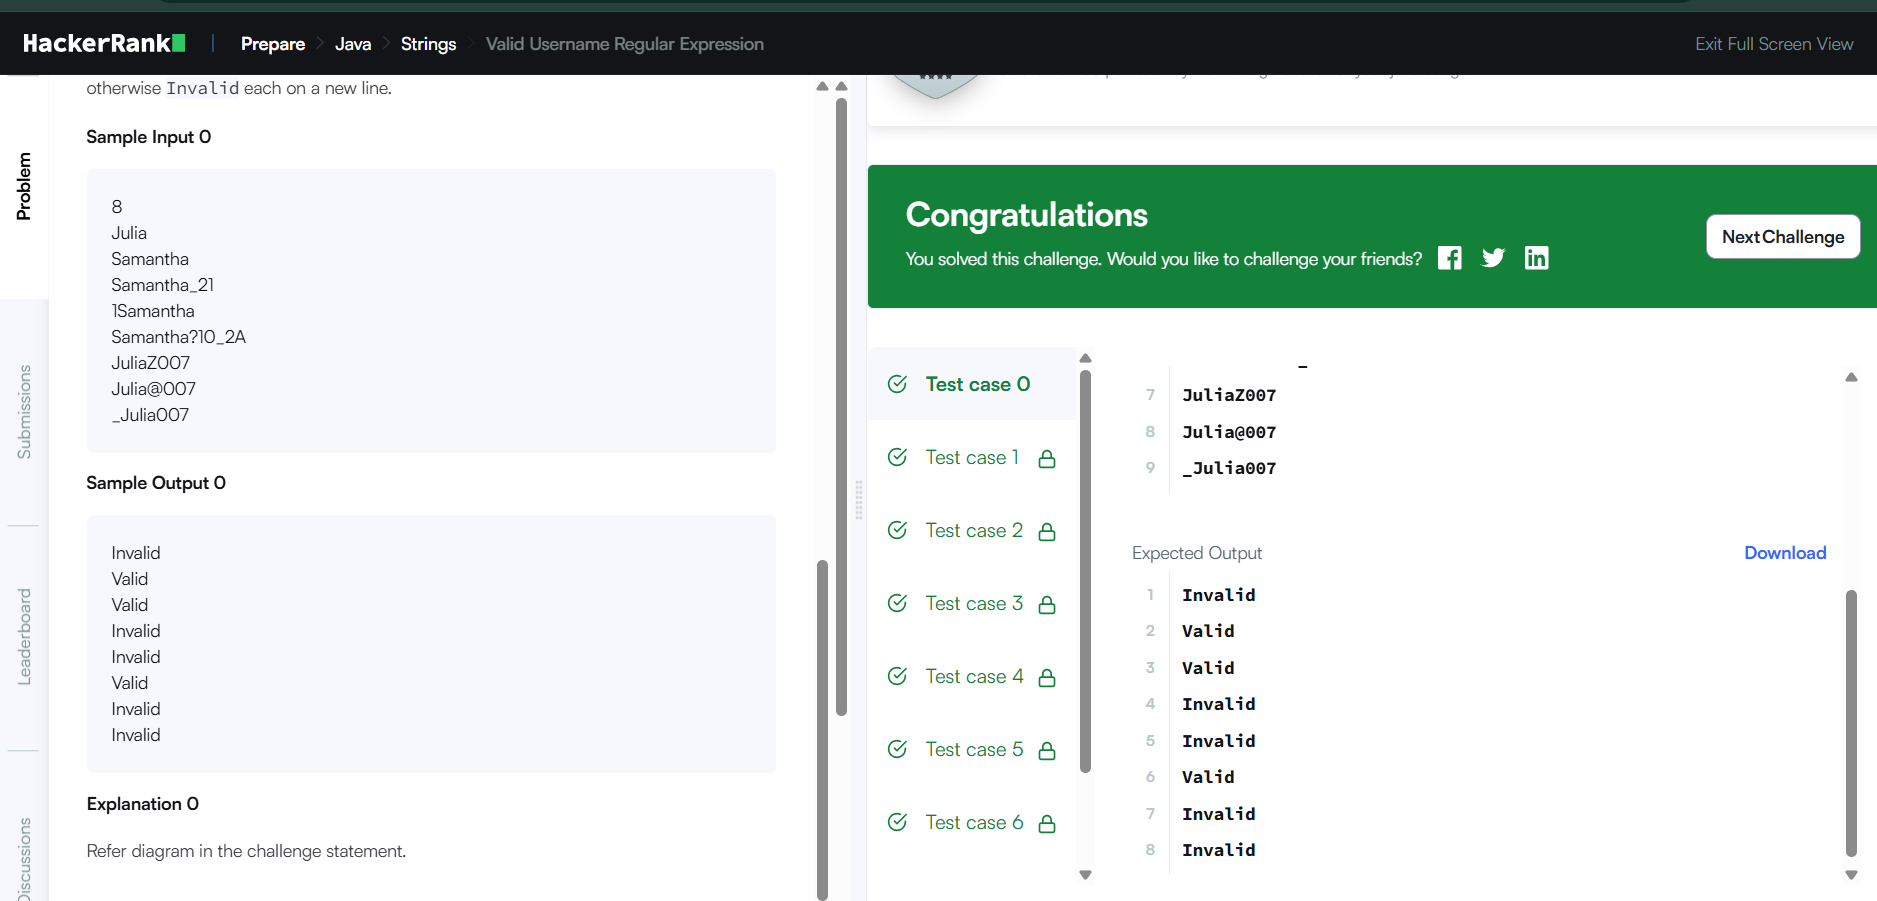 HackerRank
Prepare
Java
Strings
Valid Username Regular Expression
Exit Full Screen View
Problem
Submissions
Leaderboard
Discussions
otherwise Invalid each on a new line.
Sample Input 0
8
Julia
Samantha
Samantha_21
1Samantha
Samantha?10_2A
JuliaZ007
Julia@007
_Julia007
Sample Output 0
Invalid
Valid
Valid
Invalid
Invalid
Valid
Invalid
Invalid
Explanation 0
Refer diagram in the challenge statement.
Congratulations
You solved this challenge. Would you like to challenge your friends?
Next Challenge
Test case 0
Test case 1
Test case 2
Test case 3
Test case 4
Test case 5
Test case 6
7 JuliaZ007
8 Julia@007
9 _Julia007
Expected Output
Download
1 Invalid
2 Valid
3 Valid
4 Invalid
5 Invalid
6 Valid
7 Invalid
8 Invalid